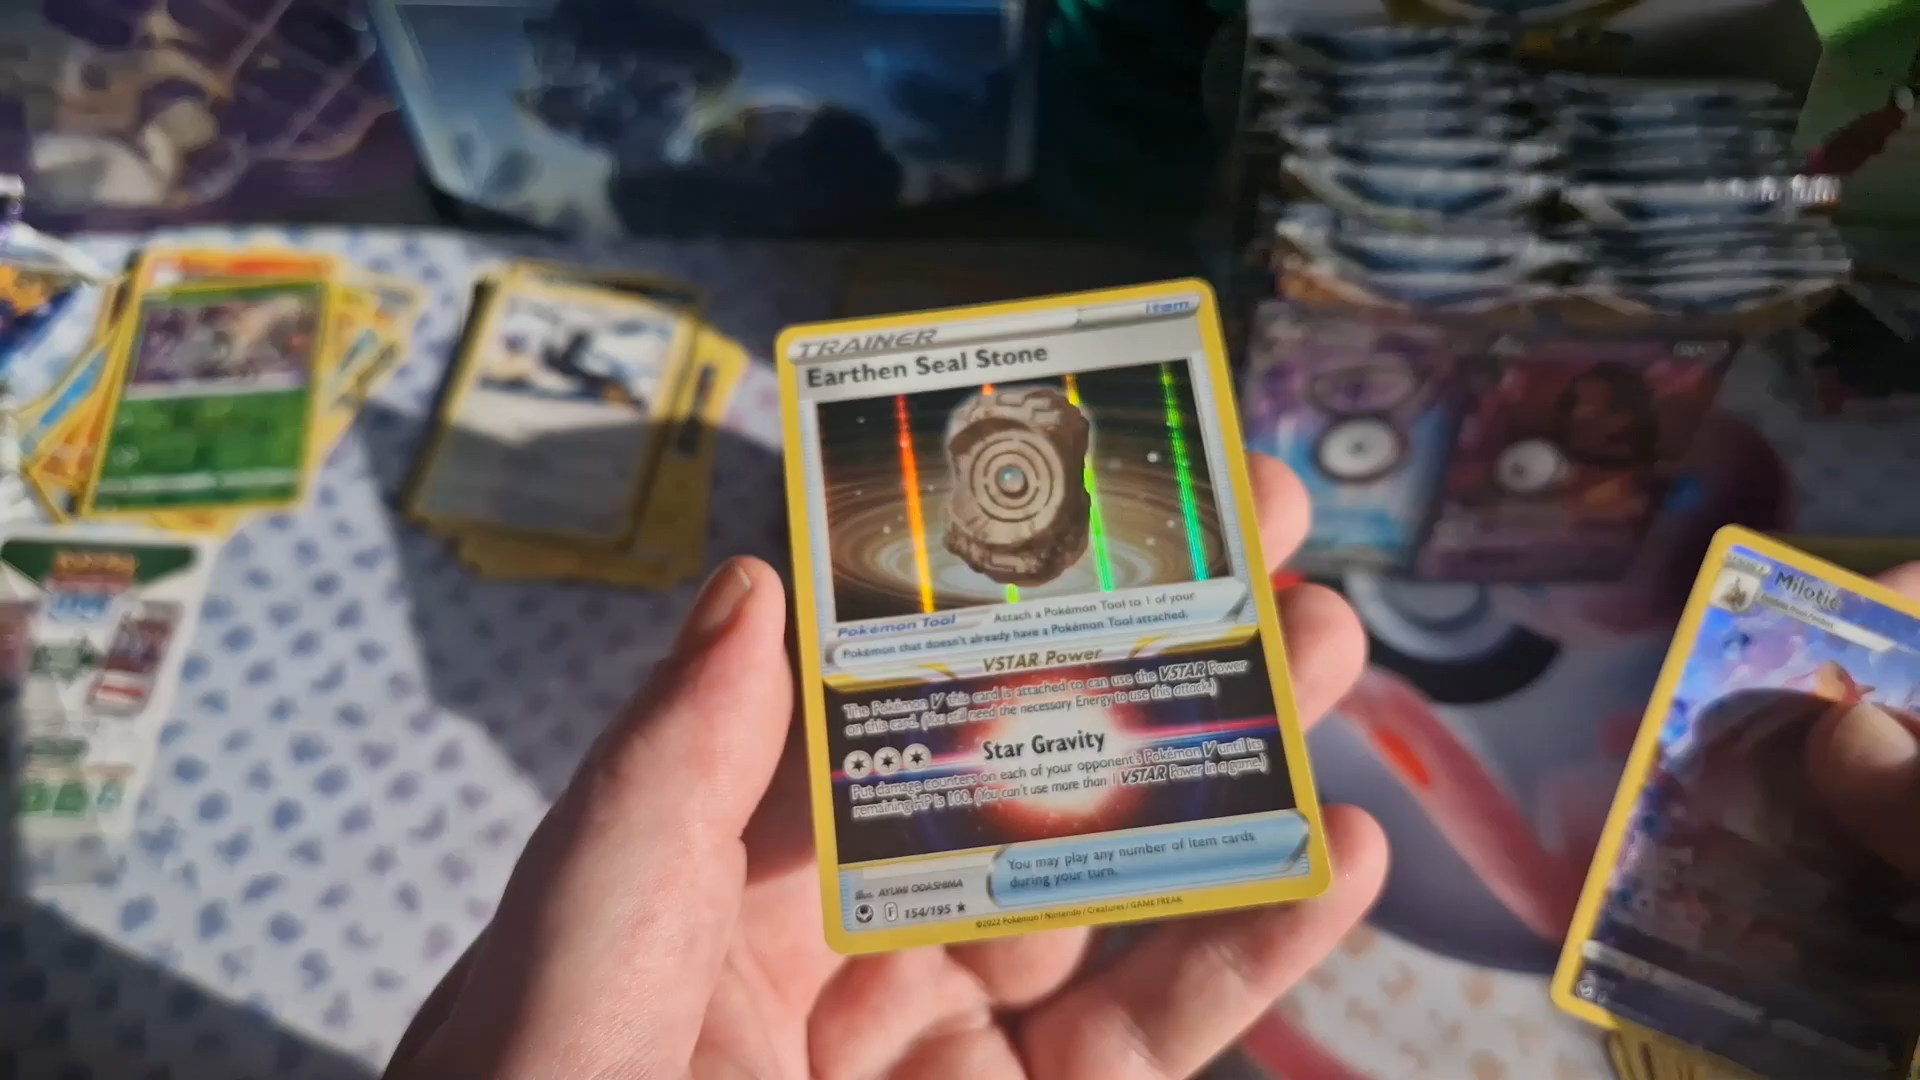 TRAINER
Item
Earthen Seal Stone
Pokémon Tool
Attach a Pokémon Tool to 1 of your
Pokémon that doesn't already have a Pokémon Tool attached.
VSTAR Power
The Pokémon V this card is attached to can use the VSTAR Power
on this card. (You still need the necessary Energy to use this attack.)
Star Gravity
Put damage counters on each of your opponent's Pokémon V until its
remaining HP is 100. (You can't use more than 1 VSTAR Power in a game.)
You may play any number of Item cards
during your turn.
Illus. AYUMI ODASHIMA
F 154/195 ★
©2022 Pokémon / Nintendo / Creatures / GAME FREAK
Milotic